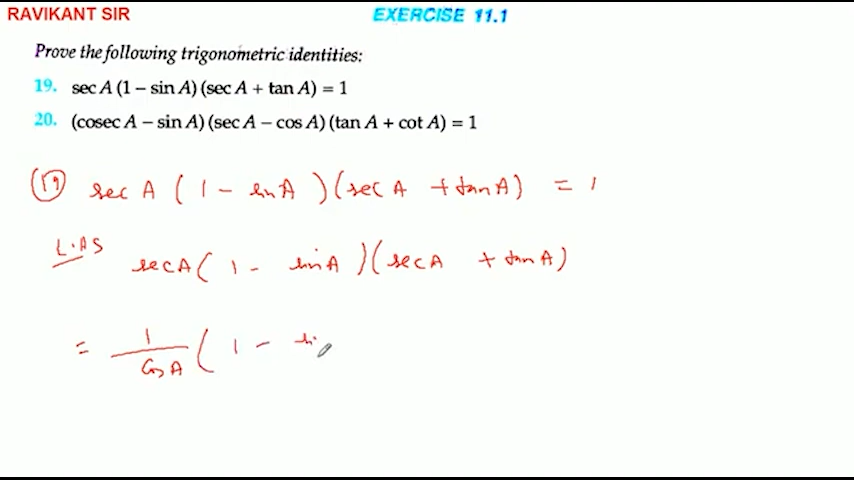 RAVIKANT SIR
EXERCISE 11.1
Prove the following trigonometric identities:
19. sec A (1 – sin A) (sec A + tan A) = 1
20. (cosec A – sin A) (sec A – cos A) (tan A + cot A) = 1
(19) sec A ( 1 - sin A ) (sec A + tan A) = 1
L.HS
sec A ( 1 - sin A ) (sec A + tan A)
= 1/Cos A ( 1 - si